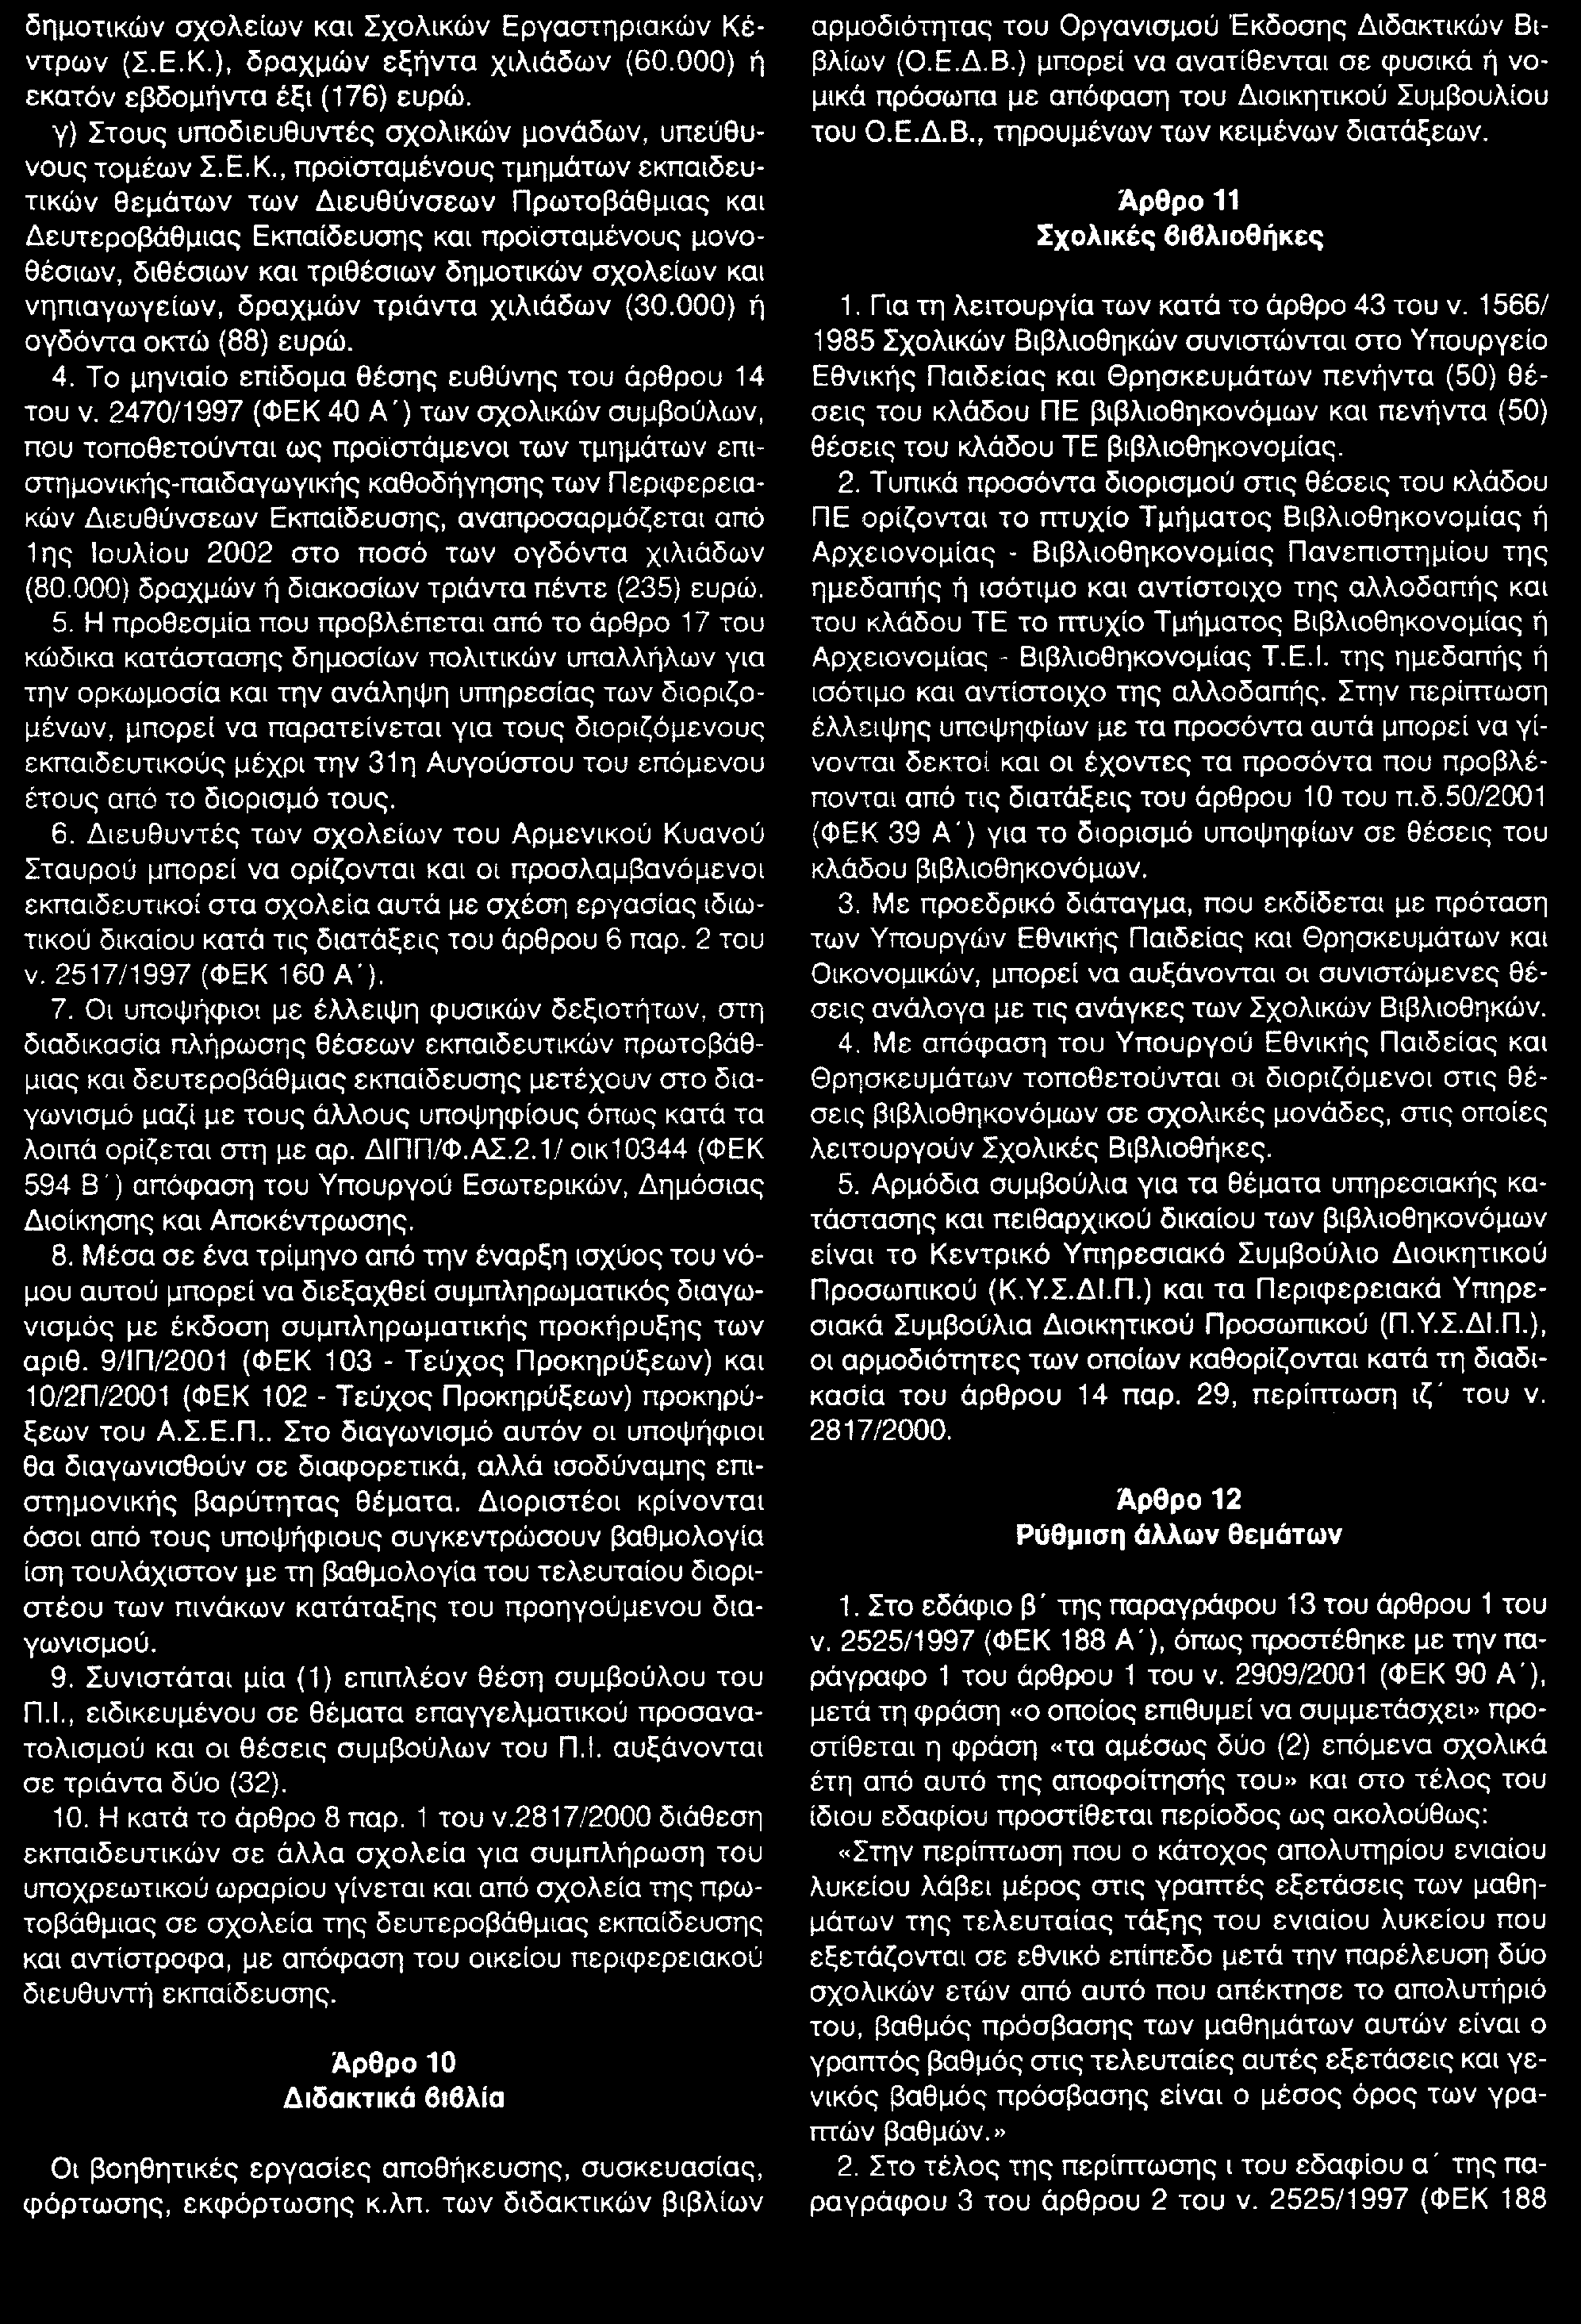 δημοτικών σχολείων και Σχολικών Εργαστηριακών Κέ-
ντρων (Σ.Ε.Κ.), δραχμών εξήντα χιλιάδων (60.000) ή
εκατόν εβδομήντα έξι (176) ευρώ.
γ) Στους υποδιευθυντές σχολικών μονάδων, υπεύθυ-
νους τομέων Σ.Ε.Κ., προϊσταμένους τμημάτων εκπαιδευ-
τικών θεμάτων των Διευθύνσεων Πρωτοβάθμιας και
Δευτεροβάθμιας Εκπαίδευσης και προϊσταμένους μονο-
θέσιων, διθέσιων και τριθέσιων δημοτικών σχολείων και
νηπιαγωγείων, δραχμών τριάντα χιλιάδων (30.000) ή
ογδόντα οκτώ (88) ευρώ.
4. Το μηνιαίο επίδομα θέσης ευθύνης του άρθρου 14
του ν. 2470/1997 (ΦΕΚ 40 Α΄) των σχολικών συμβούλων,
που τοποθετούνται ως προϊστάμενοι των τμημάτων επι-
στημονικής-παιδαγωγικής καθοδήγησης των Περιφερεια-
κών Διευθύνσεων Εκπαίδευσης, αναπροσαρμόζεται από
1ης Ιουλίου 2002 στο ποσό των ογδόντα χιλιάδων
(80.000) δραχμών ή διακοσίων τριάντα πέντε (235) ευρώ.
5. Η προθεσμία που προβλέπεται από το άρθρο 17 του
κώδικα κατάστασης δημοσίων πολιτικών υπαλλήλων για
την ορκωμοσία και την ανάληψη υπηρεσίας των διοριζο-
μένων, μπορεί να παρατείνεται για τους διοριζόμενους
εκπαιδευτικούς μέχρι την 31η Αυγούστου του επόμενου
έτους από το διορισμό τους.
6. Διευθυντές των σχολείων του Αρμενικού Κυανού
Σταυρού μπορεί να ορίζονται και οι προσλαμβανόμενοι
εκπαιδευτικοί στα σχολεία αυτά με σχέση εργασίας ιδιω-
τικού δικαίου κατά τις διατάξεις του άρθρου 6 παρ. 2 του
ν. 2517/1997 (ΦΕΚ 160 Α΄).
7. Οι υποψήφιοι με έλλειψη φυσικών δεξιοτήτων, στη
διαδικασία πλήρωσης θέσεων εκπαιδευτικών πρωτοβάθ-
μιας και δευτεροβάθμιας εκπαίδευσης μετέχουν στο δια-
γωνισμό μαζί με τους άλλους υποψηφίους όπως κατά τα
λοιπά ορίζεται στη με αρ. ΔΙΠΠ/Φ.ΑΣ.2.1/ οικ10344 (ΦΕΚ
594 Β΄) απόφαση του Υπουργού Εσωτερικών, Δημόσιας
Διοίκησης και Αποκέντρωσης.
8. Μέσα σε ένα τρίμηνο από την έναρξη ισχύος του νό-
μου αυτού μπορεί να διεξαχθεί συμπληρωματικός διαγω-
νισμός με έκδοση συμπληρωματικής προκήρυξης των
αριθ. 9/ΙΠ/2001 (ΦΕΚ 103 - Τεύχος Προκηρύξεων) και
10/2Π/2001 (ΦΕΚ 102 - Τεύχος Προκηρύξεων) προκηρύ-
ξεων του Α.Σ.Ε.Π.. Στο διαγωνισμό αυτόν οι υποψήφιοι
θα διαγωνισθούν σε διαφορετικά, αλλά ισοδύναμης επι-
στημονικής βαρύτητας θέματα. Διοριστέοι κρίνονται
όσοι από τους υποψήφιους συγκεντρώσουν βαθμολογία
ίση τουλάχιστον με τη βαθμολογία του τελευταίου διορι-
στέου των πινάκων κατάταξης του προηγούμενου δια-
γωνισμού.
9. Συνιστάται μία (1) επιπλέον θέση συμβούλου του
Π.Ι., ειδικευμένου σε θέματα επαγγελματικού προσανα-
τολισμού και οι θέσεις συμβούλων του Π.Ι. αυξάνονται
σε τριάντα δύο (32).
10. Η κατά το άρθρο 8 παρ. 1 του ν.2817/2000 διάθεση
εκπαιδευτικών σε άλλα σχολεία για συμπλήρωση του
υποχρεωτικού ωραρίου γίνεται και από σχολεία της πρω-
τοβάθμιας σε σχολεία της δευτεροβάθμιας εκπαίδευσης
και αντίστροφα, με απόφαση του οικείου περιφερειακού
διευθυντή εκπαίδευσης.
Άρθρο 10
Διδακτικά βιβλία
Οι βοηθητικές εργασίες αποθήκευσης, συσκευασίας,
φόρτωσης, εκφόρτωσης κ.λπ. των διδακτικών βιβλίων
αρμοδιότητας του Οργανισμού Έκδοσης Διδακτικών Βι-
βλίων (Ο.Ε.Δ.Β.) μπορεί να ανατίθενται σε φυσικά ή νο-
μικά πρόσωπα με απόφαση του Διοικητικού Συμβουλίου
του Ο.Ε.Δ.Β., τηρουμένων των κειμένων διατάξεων.
Άρθρο 11
Σχολικές βιβλιοθήκες
1. Για τη λειτουργία των κατά το άρθρο 43 του ν. 1566/
1985 Σχολικών Βιβλιοθηκών συνιστώνται στο Υπουργείο
Εθνικής Παιδείας και Θρησκευμάτων πενήντα (50) θέ-
σεις του κλάδου ΠΕ βιβλιοθηκονόμων και πενήντα (50)
θέσεις του κλάδου ΤΕ βιβλιοθηκονομίας.
2. Τυπικά προσόντα διορισμού στις θέσεις του κλάδου
ΠΕ ορίζονται το πτυχίο Τμήματος Βιβλιοθηκονομίας ή
Αρχειονομίας - Βιβλιοθηκονομίας Πανεπιστημίου της
ημεδαπής ή ισότιμο και αντίστοιχο της αλλοδαπής και
του κλάδου ΤΕ το πτυχίο Τμήματος Βιβλιοθηκονομίας ή
Αρχειονομίας - Βιβλιοθηκονομίας Τ.Ε.Ι. της ημεδαπής ή
ισότιμο και αντίστοιχο της αλλοδαπής. Στην περίπτωση
έλλειψης υποψηφίων με τα προσόντα αυτά μπορεί να γί-
νονται δεκτοί και οι έχοντες τα προσόντα που προβλέ-
πονται από τις διατάξεις του άρθρου 10 του π.δ.50/2001
(ΦΕΚ 39 Α΄) για το διορισμό υποψηφίων σε θέσεις του
κλάδου βιβλιοθηκονόμων.
3. Με προεδρικό διάταγμα, που εκδίδεται με πρόταση
των Υπουργών Εθνικής Παιδείας και Θρησκευμάτων και
Οικονομικών, μπορεί να αυξάνονται οι συνιστώμενες θέ-
σεις ανάλογα με τις ανάγκες των Σχολικών Βιβλιοθηκών.
4. Με απόφαση του Υπουργού Εθνικής Παιδείας και
Θρησκευμάτων τοποθετούνται οι διοριζόμενοι στις θέ-
σεις βιβλιοθηκονόμων σε σχολικές μονάδες, στις οποίες
λειτουργούν Σχολικές Βιβλιοθήκες.
5. Αρμόδια συμβούλια για τα θέματα υπηρεσιακής κα-
τάστασης και πειθαρχικού δικαίου των βιβλιοθηκονόμων
είναι το Κεντρικό Υπηρεσιακό Συμβούλιο Διοικητικού
Προσωπικού (Κ.Υ.Σ.ΔΙ.Π.) και τα Περιφερειακά Υπηρε-
σιακά Συμβούλια Διοικητικού Προσωπικού (Π.Υ.Σ.ΔΙ.Π.),
οι αρμοδιότητες των οποίων καθορίζονται κατά τη διαδι-
κασία του άρθρου 14 παρ. 29, περίπτωση ιζ΄ του ν.
2817/2000.
Άρθρο 12
Ρύθμιση άλλων θεμάτων
1. Στο εδάφιο β΄ της παραγράφου 13 του άρθρου 1 του
ν. 2525/1997 (ΦΕΚ 188 Α΄), όπως προστέθηκε με την πα-
ράγραφο 1 του άρθρου 1 του ν. 2909/2001 (ΦΕΚ 90 Α΄),
μετά τη φράση «ο οποίος επιθυμεί να συμμετάσχει» προ-
στίθεται η φράση «τα αμέσως δύο (2) επόμενα σχολικά
έτη από αυτό της αποφοίτησής του» και στο τέλος του
ίδιου εδαφίου προστίθεται περίοδος ως ακολούθως:
«Στην περίπτωση που ο κάτοχος απολυτηρίου ενιαίου
λυκείου λάβει μέρος στις γραπτές εξετάσεις των μαθη-
μάτων της τελευταίας τάξης του ενιαίου λυκείου που
εξετάζονται σε εθνικό επίπεδο μετά την παρέλευση δύο
σχολικών ετών από αυτό που απέκτησε το απολυτήριό
του, βαθμός πρόσβασης των μαθημάτων αυτών είναι ο
γραπτός βαθμός στις τελευταίες αυτές εξετάσεις και γε-
νικός βαθμός πρόσβασης είναι ο μέσος όρος των γρα-
πτών βαθμών.»
2. Στο τέλος της περίπτωσης ι του εδαφίου α΄ της πα-
ραγράφου 3 του άρθρου 2 του ν. 2525/1997 (ΦΕΚ 188